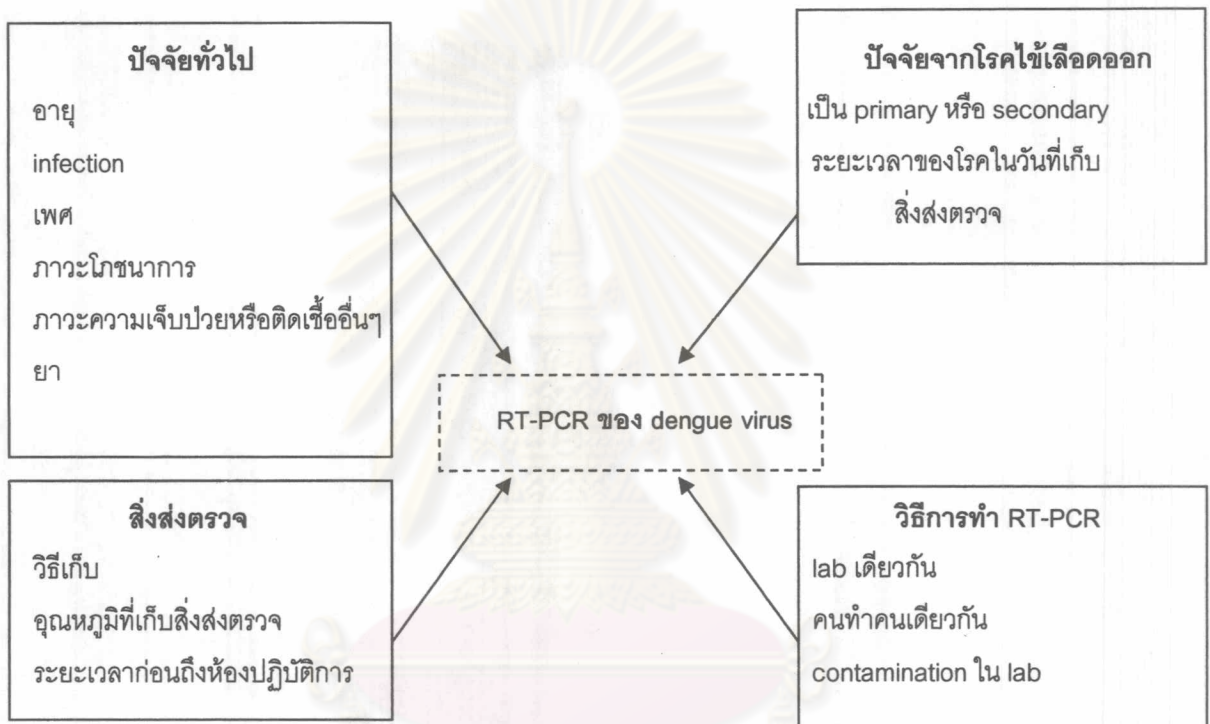 ปัจจัยทั่วไป
อายุ
infection
เพศ
ภาวะโภชนาการ
ภาวะความเจ็บป่วยหรือติดเชื้ออื่นๆ
ยา
ปัจจัยจากโรคไข้เลือดออก
เป็น primary หรือ secondary
ระยะเวลาของโรคในวันที่เก็บ
สิ่งส่งตรวจ
RT-PCR ของ dengue virus
สิ่งส่งตรวจ
วิธีเก็บ
อุณหภูมิที่เก็บสิ่งส่งตรวจ
ระยะเวลาก่อนถึงห้องปฏิบัติการ
วิธีการทำ RT-PCR
lab เดียวกัน
คนทำคนเดียวกัน
contamination ใน lab